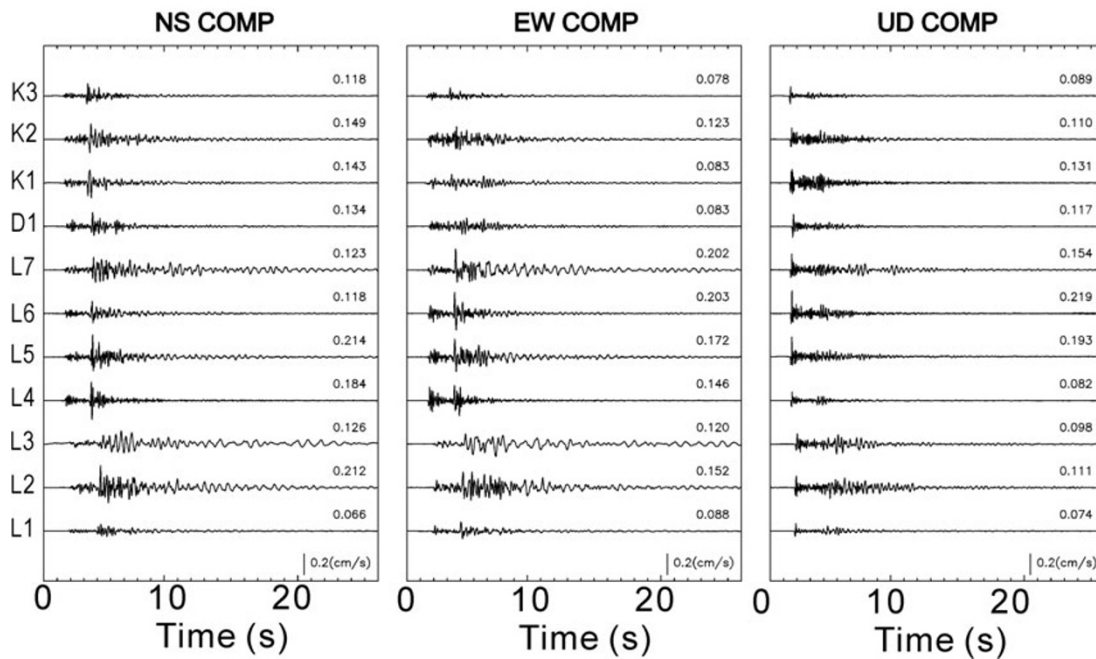 NS COMP EW COMP UD COMP
K3 0.118 0.078 0.089
K2 0.149 0.123 0.110
K1 0.143 0.083 0.131
D1 0.134 0.083 0.117
L7 0.123 0.202 0.154
L6 0.118 0.203 0.219
L5 0.214 0.172 0.193
L4 0.184 0.146 0.082
L3 0.126 0.120 0.098
L2 0.212 0.152 0.111
L1 0.066 0.088 0.074
0.2(cm/s) 0.2(cm/s) 0.2(cm/s)
0 10 20 0 10 20 0 10 20
Time (s) Time (s) Time (s)